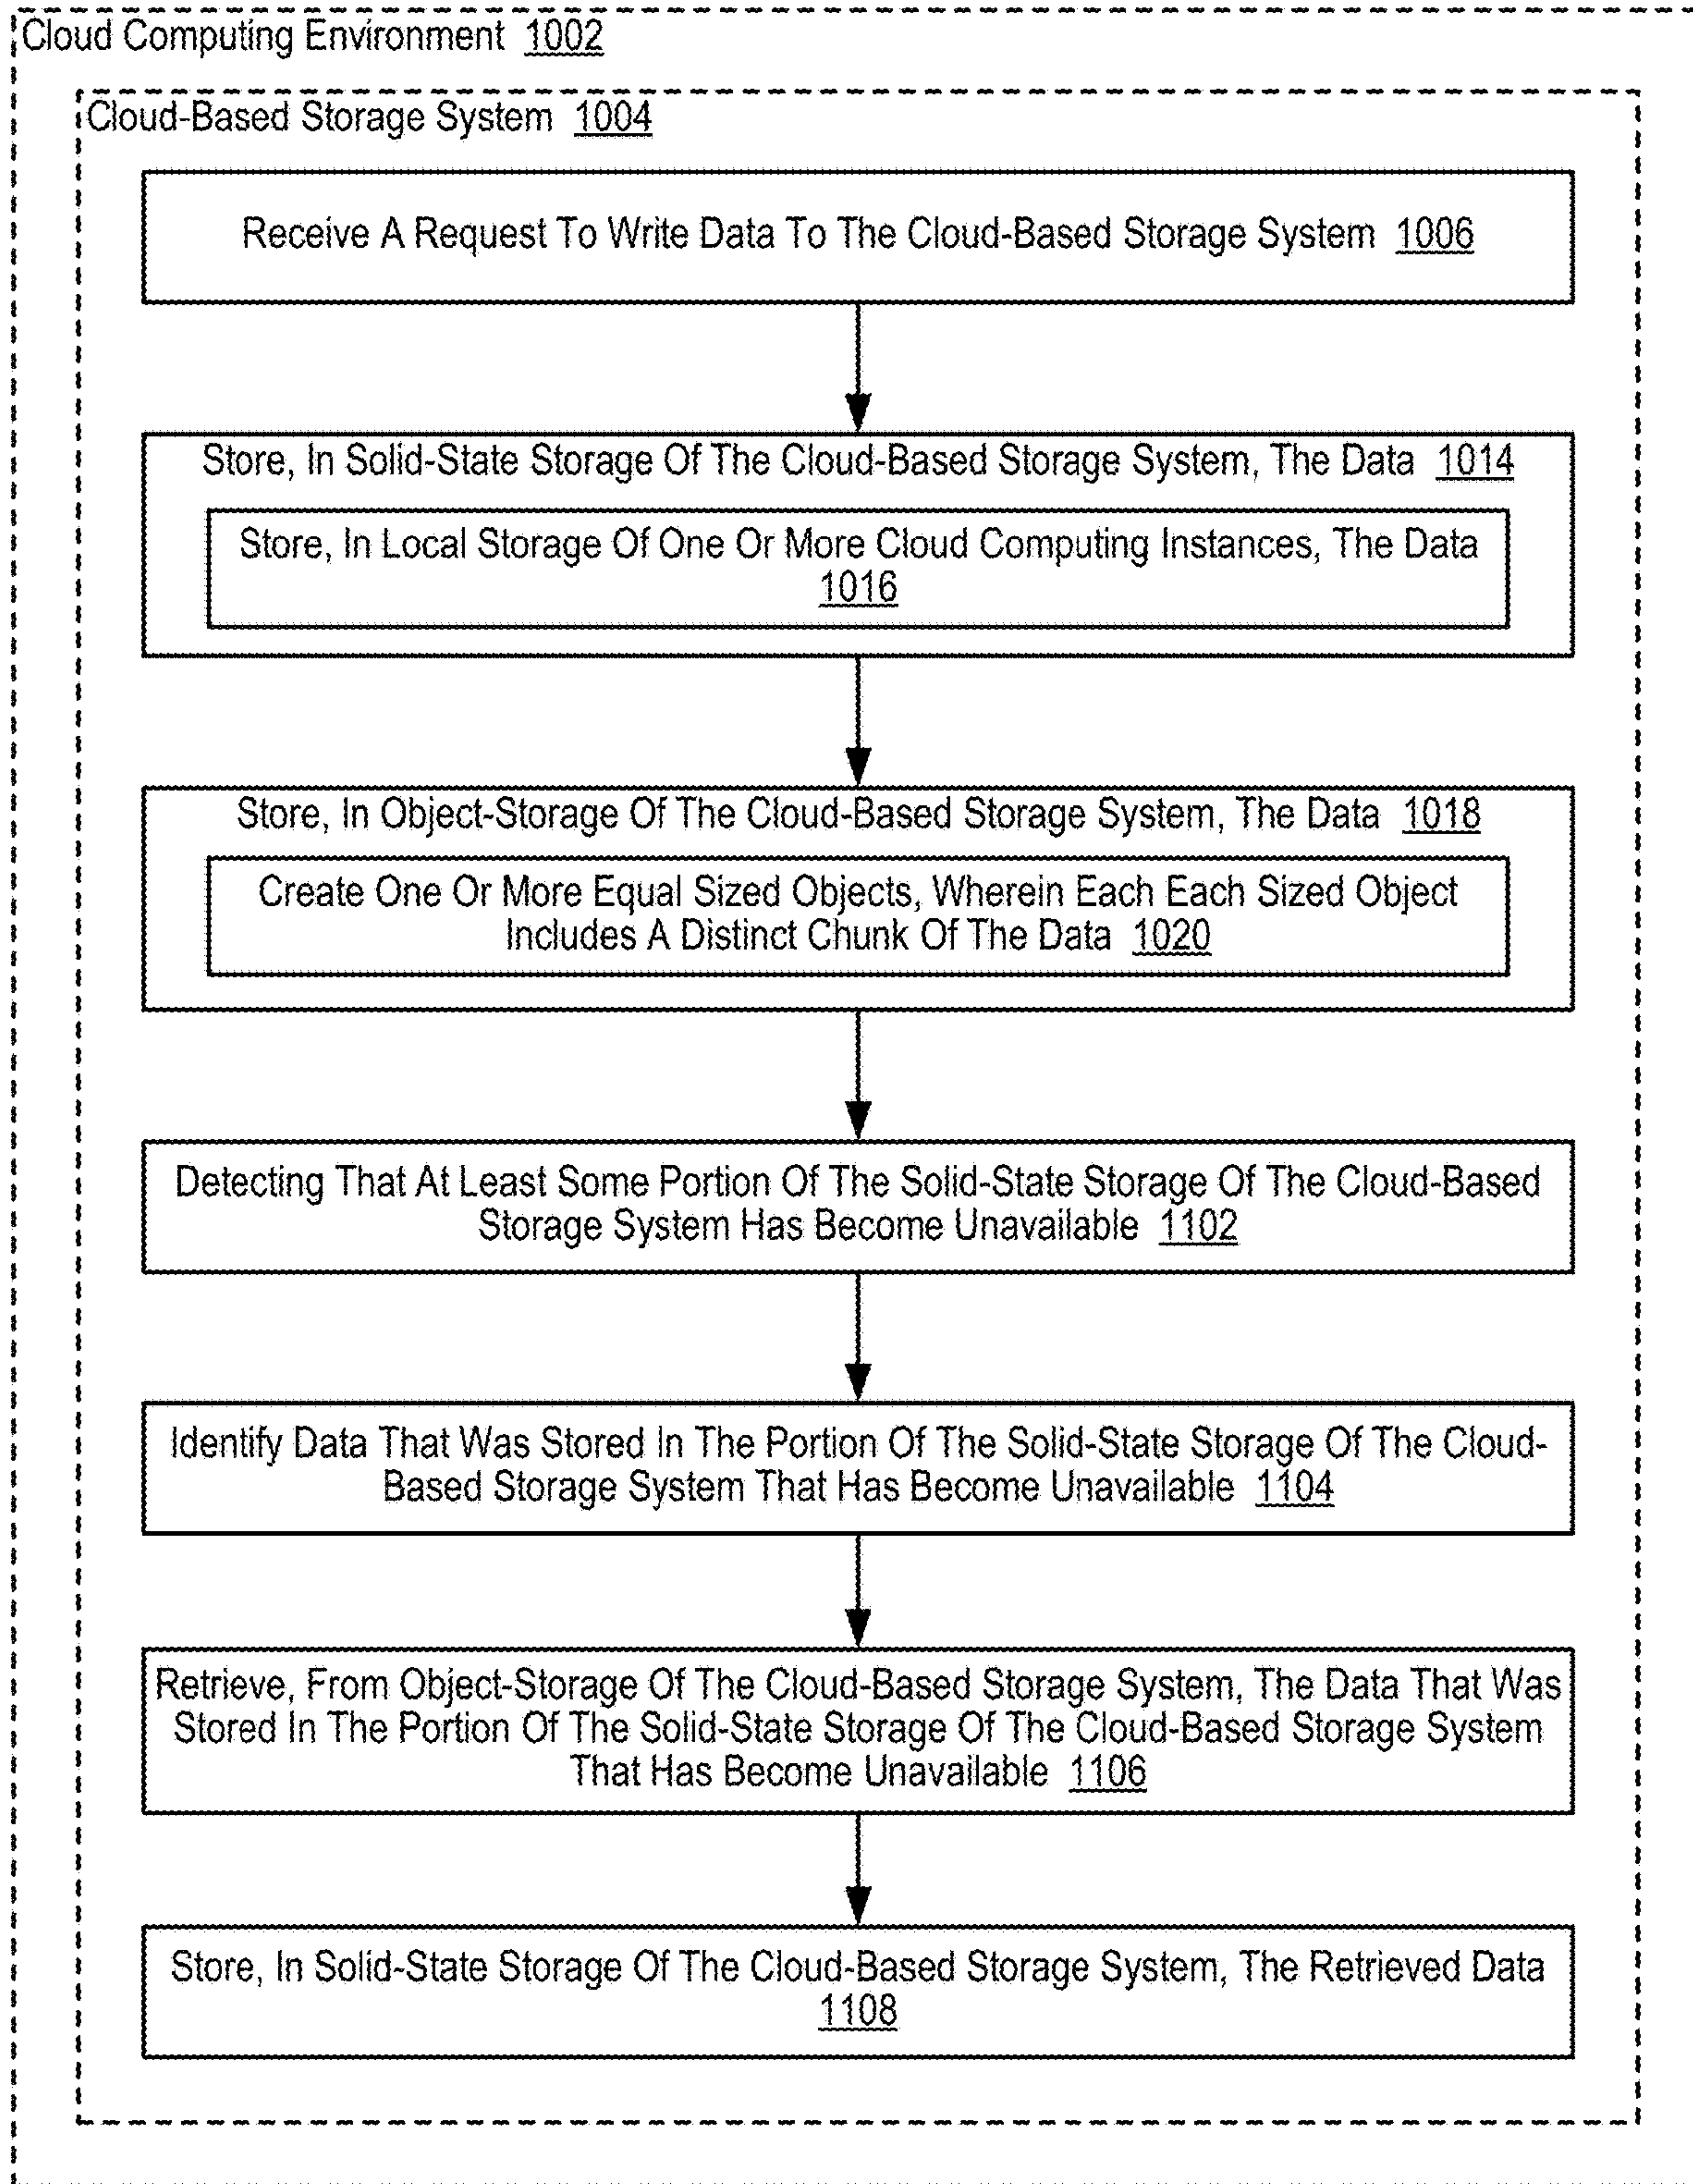 Cloud Computing Environment 1002
Cloud-Based Storage System 1004
Receive A Request To Write Data To The Cloud-Based Storage System 1006
Store, In Solid-State Storage Of The Cloud-Based Storage System, The Data 1014
Store, In Local Storage Of One Or More Cloud Computing Instances, The Data
1016
Store, In Object-Storage Of The Cloud-Based Storage System, The Data 1018
Create One Or More Equal Sized Objects, Wherein Each Each Sized Object
Includes A Distinct Chunk Of The Data 1020
Detecting That At Least Some Portion Of The Solid-State Storage Of The Cloud-Based
Storage System Has Become Unavailable 1102
Identify Data That Was Stored In The Portion Of The Solid-State Storage Of The Cloud-
Based Storage System That Has Become Unavailable 1104
Retrieve, From Object-Storage Of The Cloud-Based Storage System, The Data That Was
Stored In The Portion Of The Solid-State Storage Of The Cloud-Based Storage System
That Has Become Unavailable 1106
Store, In Solid-State Storage Of The Cloud-Based Storage System, The Retrieved Data
1108